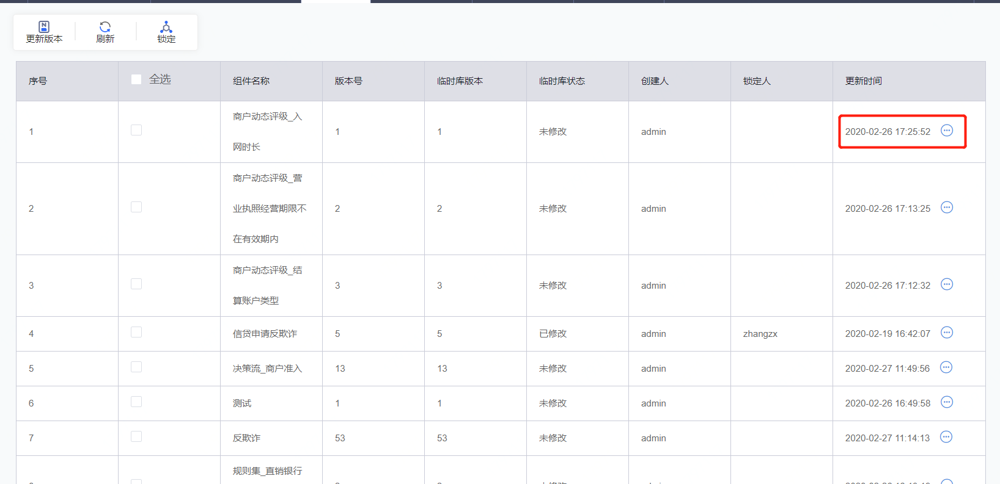 更新版本 刷新 锁定
序号 全选 组件名称 版本号 临时库版本 临时库状态 创建人 锁定人 更新时间
商户动态评级_入
1 1 1 未修改 admin 2020-02-26 17:25:52
网时长
商户动态评级_营
2 业执照经营期限不 2 2 未修改 admin 2020-02-26 17:13:25
在有效期内
商户动态评级_结
3 3 3 未修改 admin 2020-02-26 17:12:32
算账户类型
4 信贷申请反欺诈 5 5 已修改 admin zhangzx 2020-02-19 16:42:07
5 决策流_商户准入 13 13 未修改 admin 2020-02-27 11:49:56
6 测试 1 1 未修改 admin 2020-02-26 16:49:58
7 反欺诈 53 53 未修改 admin 2020-02-27 11:14:13
规则集_直销银行